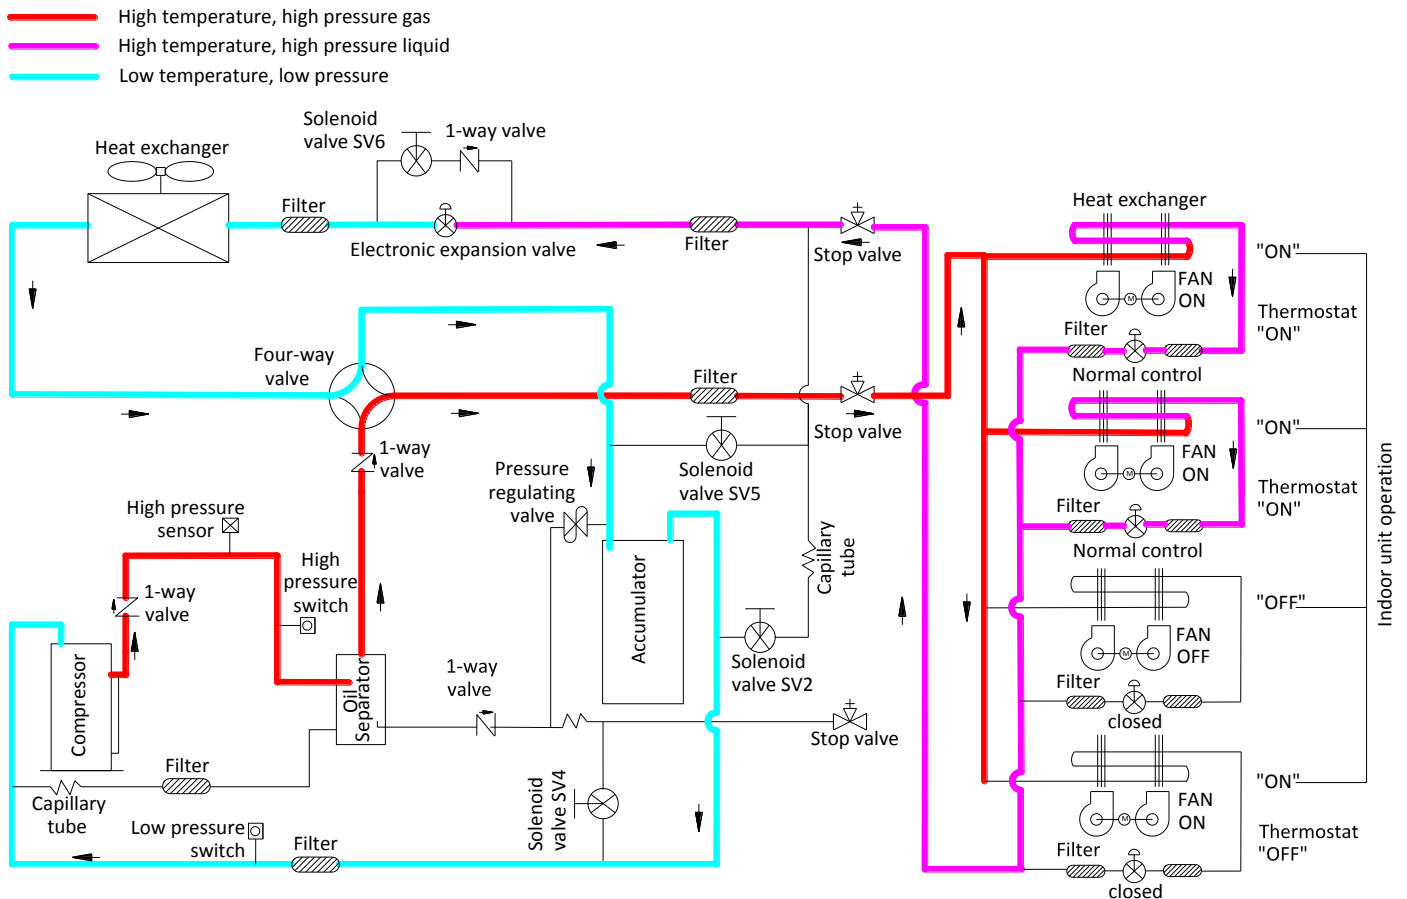 High temperature, high pressure gas
High temperature, high pressure liquid
Low temperature, low pressure
Solenoid
valve SV6
1-way valve
Heat exchanger
Filter
Electronic expansion valve
Filter
Stop valve
Heat exchanger
"ON"
FAN
ON
M
Thermostat
"ON"
Filter
Normal control
Four-way
valve
Filter
Stop valve
"ON"
FAN
ON
M
Thermostat
"ON"
Filter
Normal control
1-way
valve
Solenoid
valve SV5
Pressure
regulating
valve
High pressure
sensor
High
pressure
switch
1-way
valve
Capillary
tube
Accumulator
Compressor
Oil
Separator
1-way
valve
Solenoid
valve SV2
Stop valve
"OFF"
FAN
OFF
M
Filter
closed
Indoor unit operation
Filter
Capillary
tube
Low pressure
switch
Filter
Solenoid
valve SV4
"ON"
FAN
ON
M
Thermostat
"OFF"
Filter
closed